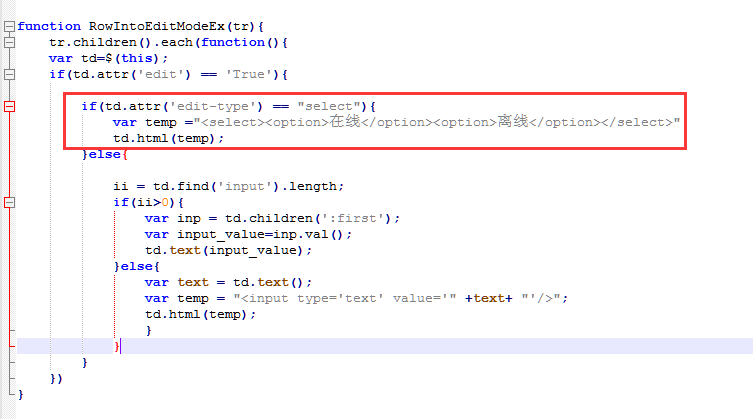 function RowIntoEditModeEx(tr){
    tr.children().each(function(){
    var td=$(this);
    if(td.attr('edit') == 'True'){

        if(td.attr('edit-type') == "select"){
            var temp ="<select><option>在线</option><option>离线</option></select>"
            td.html(temp);
        }else{

            ii = td.find('input').length;
            if(ii>0){
                var inp = td.children(':first');
                var input_value=inp.val();
                td.text(input_value);
            }else{
                var text = td.text();
                var temp = "<input type='text' value='" +text+ "'/>";
                td.html(temp);
                }
            }
        }
    })
}